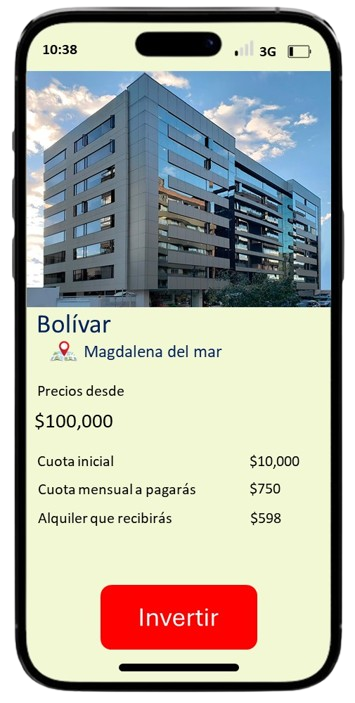 10:38
3G
Bolívar
Magdalena del mar
Precios desde
$100,000
Cuota inicial $10,000
Cuota mensual a pagarás $750
Alquiler que recibirás $598
Invertir